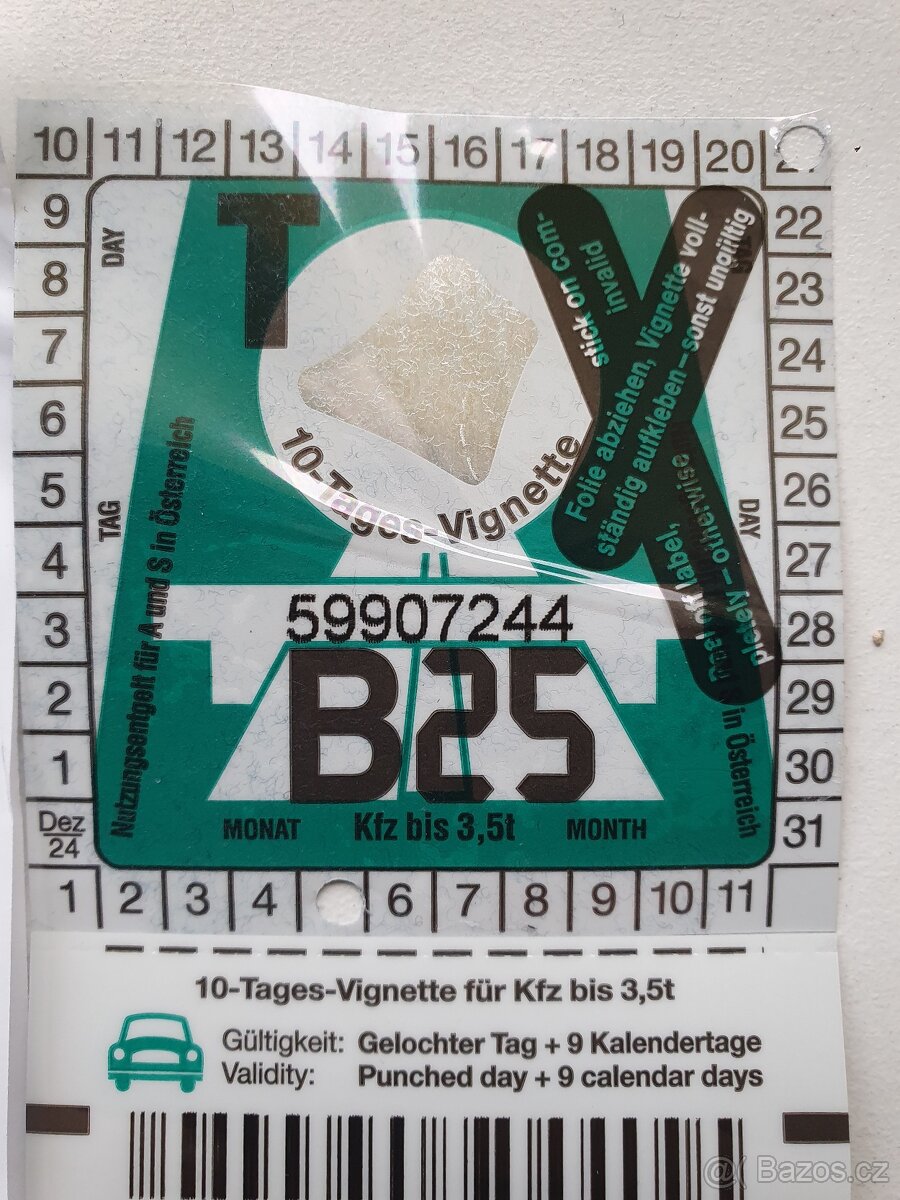 10 11 12 13 14 15 16 17 18 19 20 21
9
8
7
6
5
4
3
2
1
Dez
24
22
23
24
25
26
27
28
29
30
31
DAY
TAG
T
TAG
DAY
stick on com-
invalid
Folie abziehen, Vignette voll-
ständig aufkleben – sonst ungültig
label,
pletely – otherwise
10-Tages-Vignette
Nutzungsentgelt für A und S in Österreich
in Österreich
59907244
B25
MONAT Kfz bis 3,5t MONTH
1 2 3 4 6 7 8 9 10 11
10-Tages-Vignette für Kfz bis 3,5t
Gültigkeit: Gelochter Tag + 9 Kalendertage
Validity: Punched day + 9 calendar days
Bazos.cz